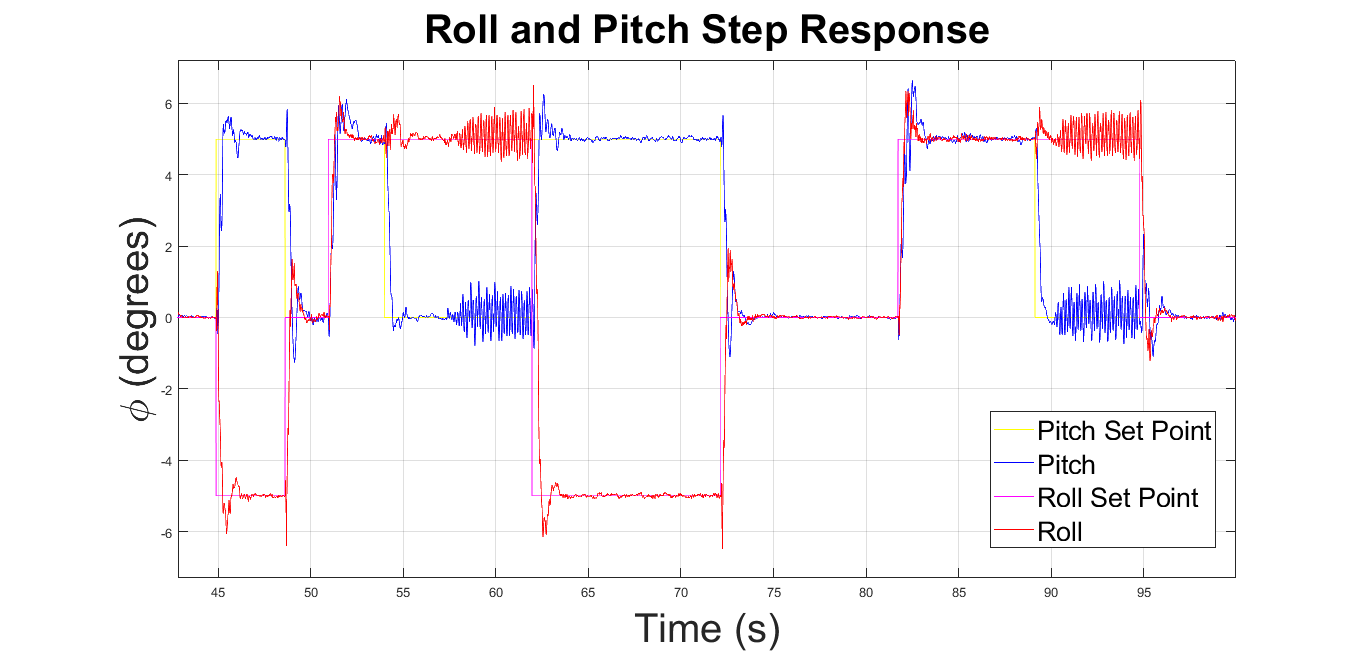 Roll and Pitch Step Response
ϕ (degrees)
6
4
2
0
-2
-4
-6
45 50 55 60 65 70 75 80 85 90 95
Time (s)
Pitch Set Point
Pitch
Roll Set Point
Roll